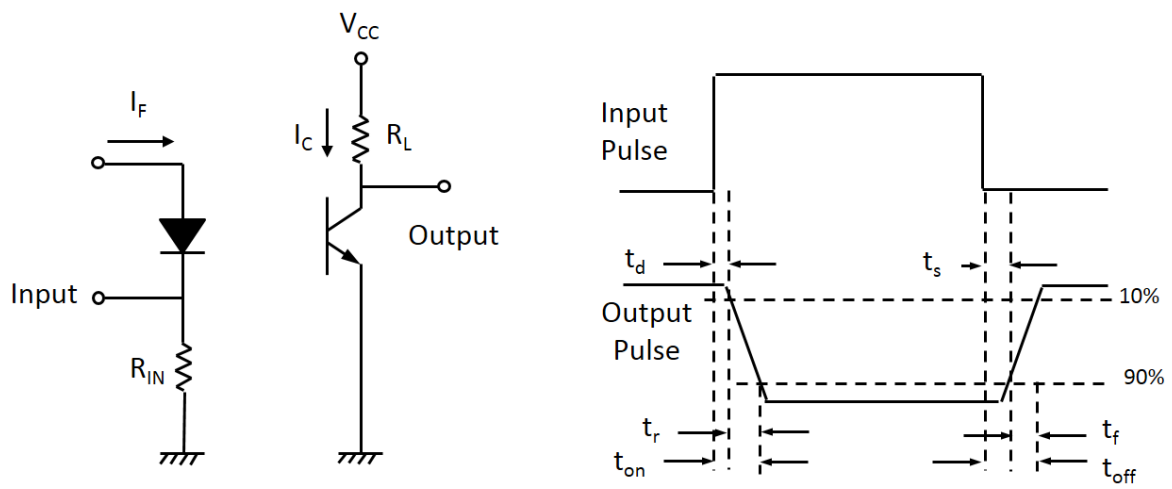 V_CC
I_F
I_C
R_L
Output
Input
R_IN
Input
Pulse
t_d
t_s
10%
Output
Pulse
90%
t_r
t_f
t_on
t_off